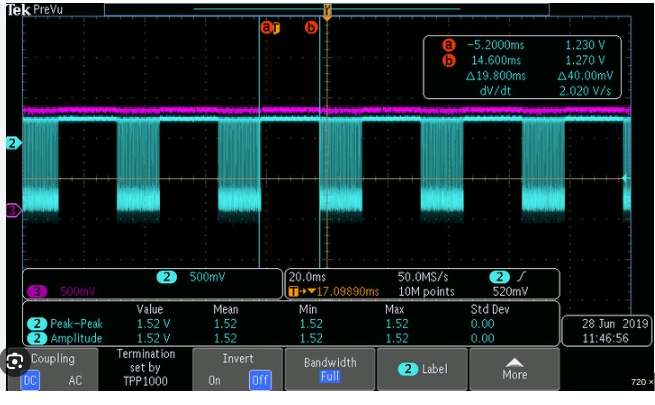 Tek PreVu
T
a T b
a -5.2000ms 1.230 V
b 14.600ms 1.270 V
Δ19.800ms Δ40.00mV
dV/dt 2.020 V/s
2
3
2 500mV
3 500mV
20.0ms 50.0MS/s 2
T→▼17.09890ms 10M points 520mV
Value Mean Min Max Std Dev
2 Peak-Peak 1.52 V 1.52 1.52 1.52 0.00
2 Amplitude 1.52 V 1.52 1.52 1.52 0.00
28 Jun 2019
11:46:56
Coupling
DC AC
Termination
set by
TPP1000
Invert
On Off
Bandwidth
Full
2 Label
More
720 ×